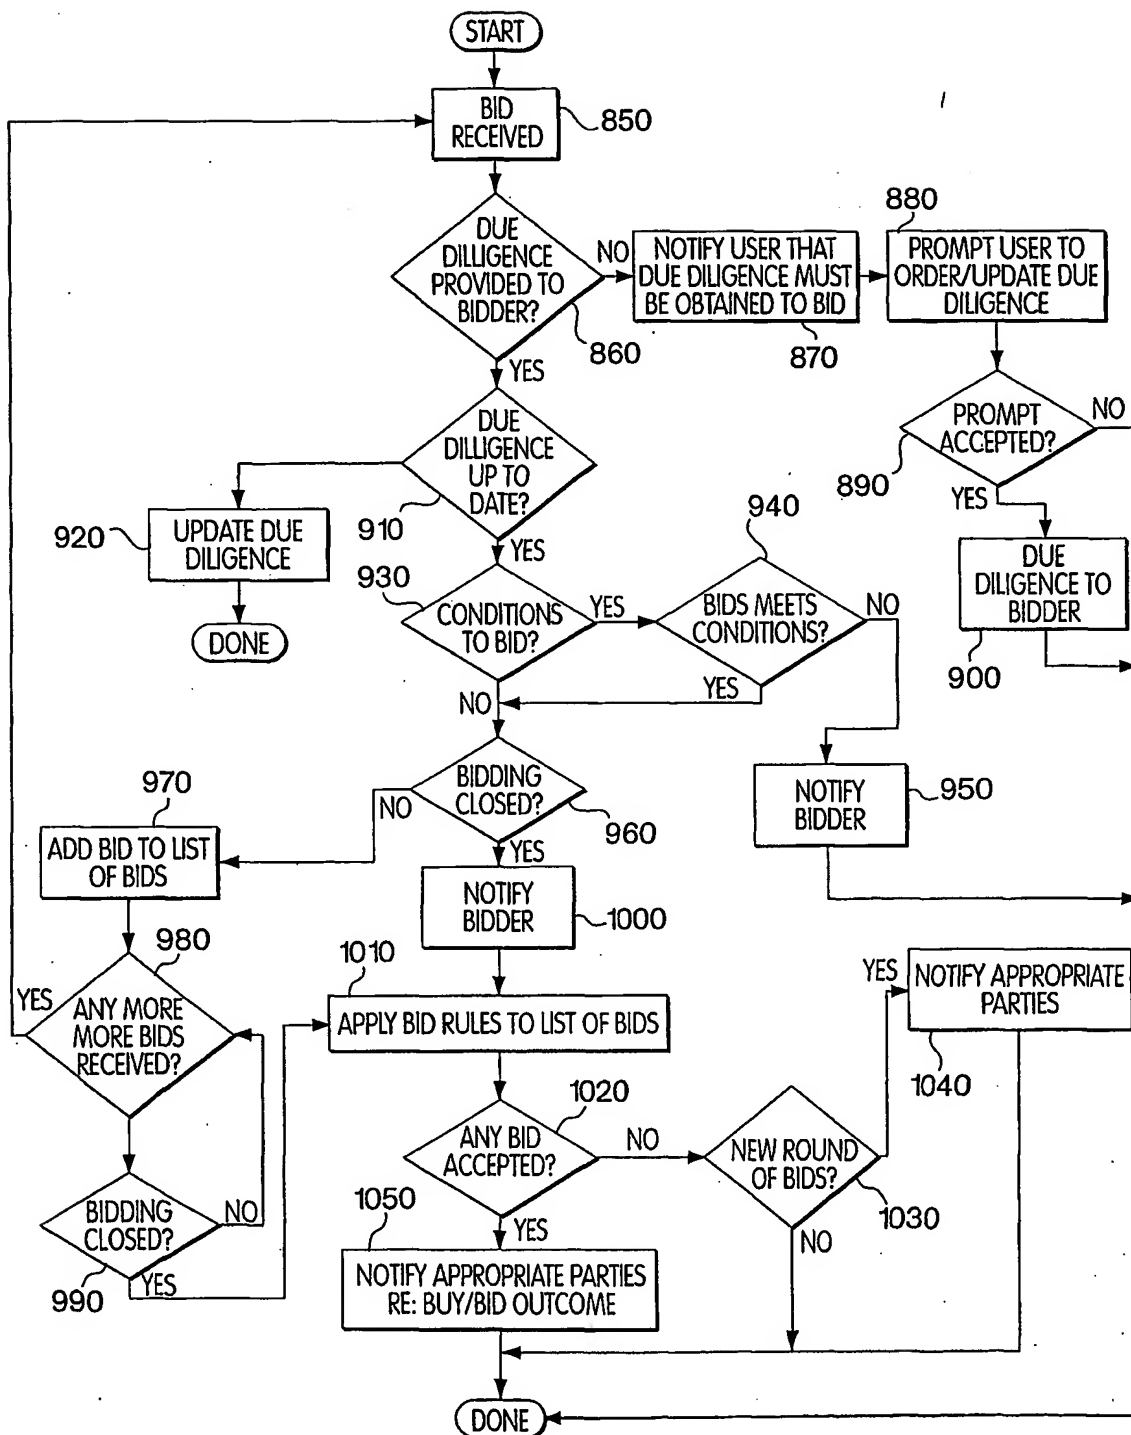 START
BID
RECEIVED
850
DUE
DILLIGENCE
PROVIDED TO
BIDDER?
860
NO
NOTIFY USER THAT
DUE DILIGENCE MUST
BE OBTAINED TO BID
870
880
PROMPT USER TO
ORDER/UPDATE DUE
DILIGENCE
YES
PROMPT
ACCEPTED?
NO
890
YES
DUE
DILIGENCE TO
BIDDER
900
DUE
DILLIGENCE
UP TO
DATE?
910
920
UPDATE DUE
DILIGENCE
DONE
YES
930
CONDITIONS
TO BID?
YES
940
BIDS MEETS
CONDITIONS?
NO
YES
NO
NOTIFY
BIDDER
950
BIDDING
CLOSED?
960
NO
970
ADD BID TO LIST
OF BIDS
YES
NOTIFY
BIDDER
1000
980
YES
ANY MORE
MORE BIDS
RECEIVED?
1010
APPLY BID RULES TO LIST OF BIDS
YES
NOTIFY APPROPRIATE
PARTIES
1040
1020
ANY BID
ACCEPTED?
NO
NEW ROUND
OF BIDS?
1030
NO
BIDDING
CLOSED?
NO
990
YES
1050
YES
NOTIFY APPROPRIATE PARTIES
RE: BUY/BID OUTCOME
DONE